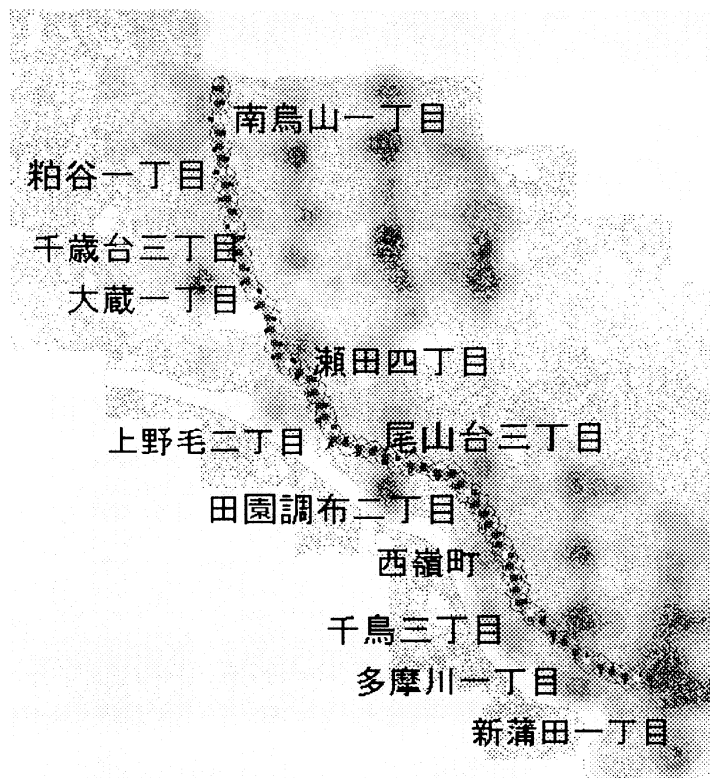 南烏山一丁目
粕谷一丁目
千歳台三丁目
大蔵一丁目
瀬田四丁目
上野毛二丁目
尾山台三丁目
田園調布二丁目
西嶺町
千鳥三丁目
多摩川一丁目
新蒲田一丁目